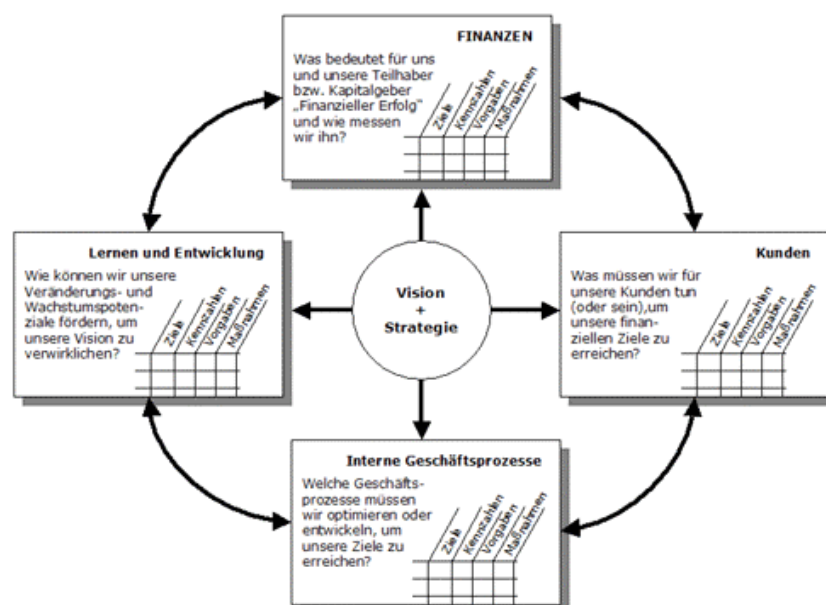 FINANZEN
Was bedeutet für uns
und unsere Teilhaber
bzw. Kapitalgeber
„Finanzieller Erfolg“
und wie messen
wir ihn?
Ziele
Kennzahlen
Vorgaben
Maßnahmen
Lernen und Entwicklung
Wie können wir unsere
Veränderungs- und
Wachstumspoten-
ziale fördern, um
unsere Vision zu
verwirklichen?
Ziele
Kennzahlen
Vorgaben
Maßnahmen
Vision
+
Strategie
Kunden
Was müssen wir für
unsere Kunden tun
(oder sein),um
unsere finan-
ziellen Ziele zu
erreichen?
Ziele
Kennzahlen
Vorgaben
Maßnahmen
Interne Geschäftsprozesse
Welche Geschäfts-
prozesse müssen
wir optimieren oder
entwickeln, um
unsere Ziele zu
erreichen?
Ziele
Kennzahlen
Vorgaben
Maßnahmen